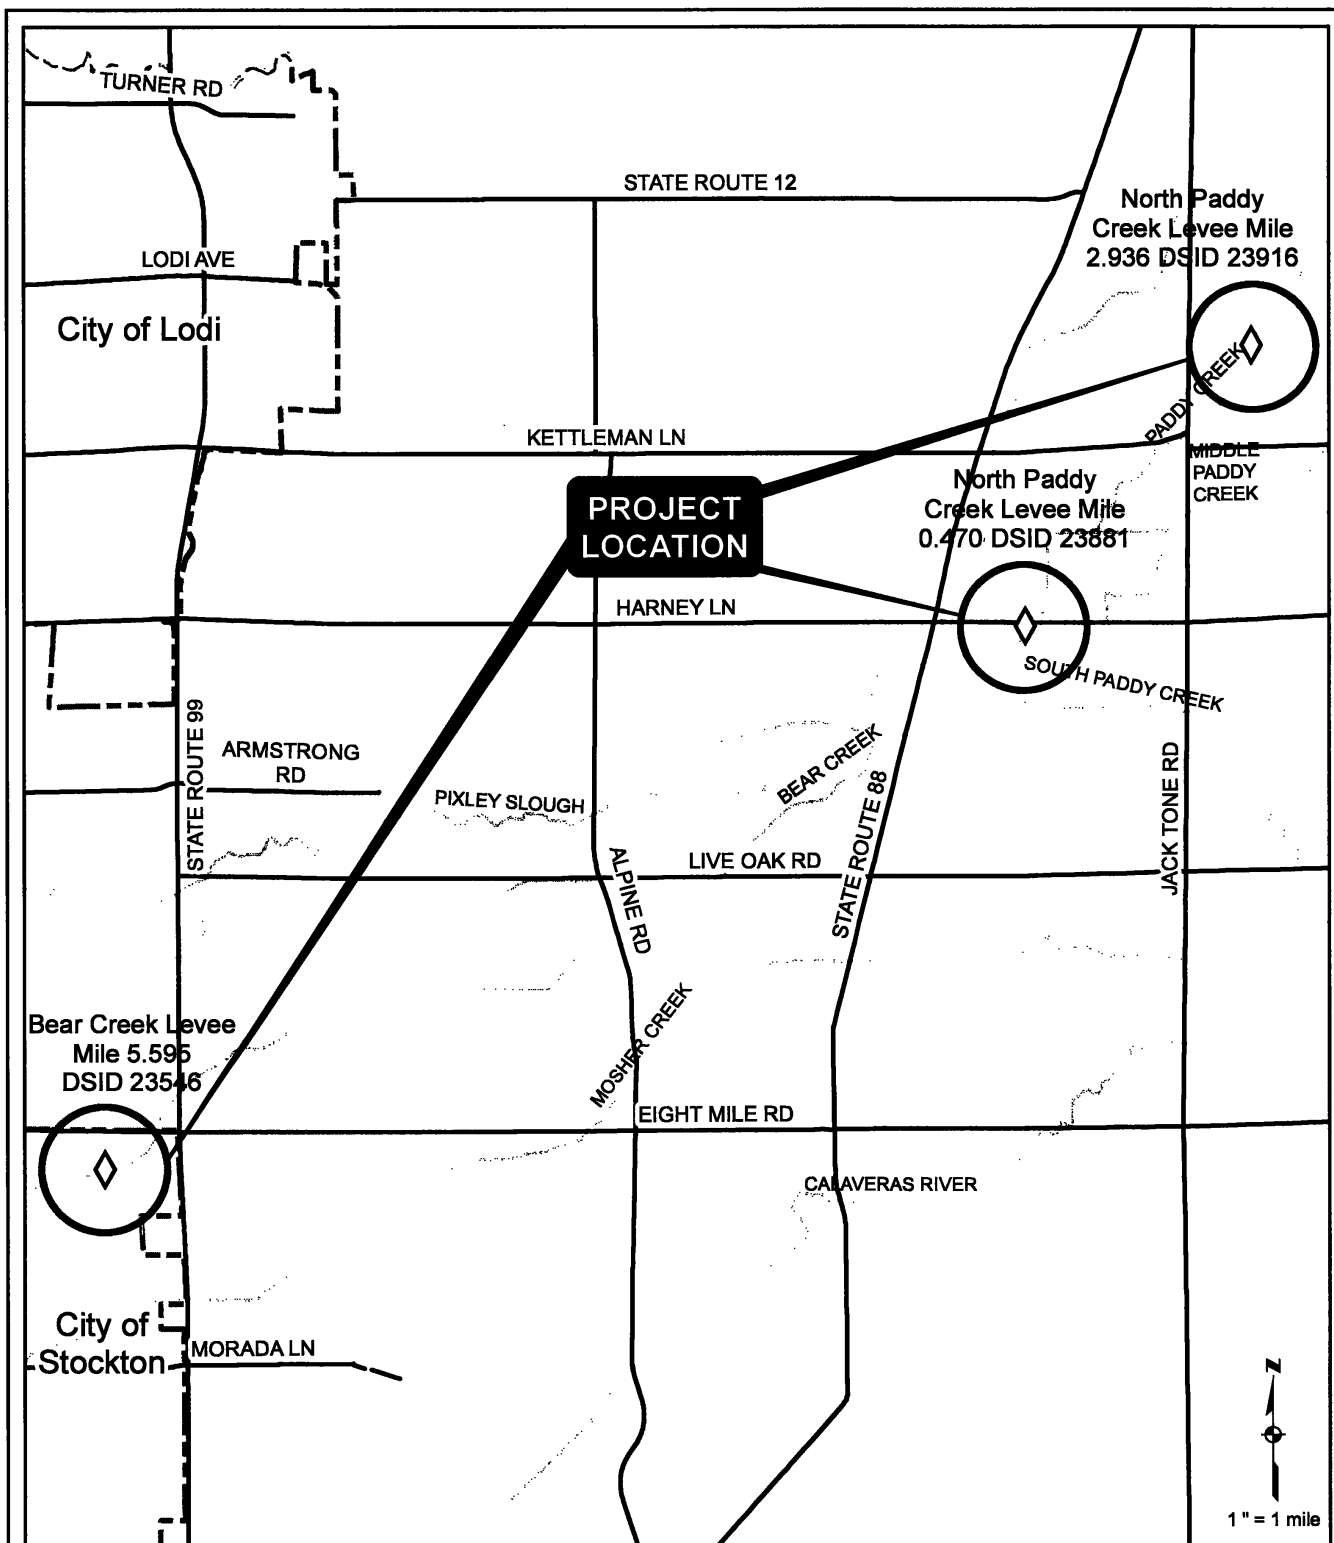 TURNER RD
STATE ROUTE 12
North Paddy
Creek Levee Mile
2.936 DSID 23916
LODI AVE
City of Lodi
PADDY CREEK
KETTLEMAN LN
MIDDLE
PADDY
CREEK
North Paddy
Creek Levee Mile
0.470 DSID 23881
PROJECT
LOCATION
HARNEY LN
SOUTH PADDY CREEK
STATE ROUTE 99
ARMSTRONG
RD
BEAR CREEK
PIXLEY SLOUGH
STATE ROUTE 88
JACK TONE RD
LIVE OAK RD
ALPINE RD
MOSHER CREEK
Bear Creek Levee
Mile 5.595
DSID 23546
EIGHT MILE RD
CALAVERAS RIVER
City of
Stockton
MORADA LN
N
1 " = 1 mile